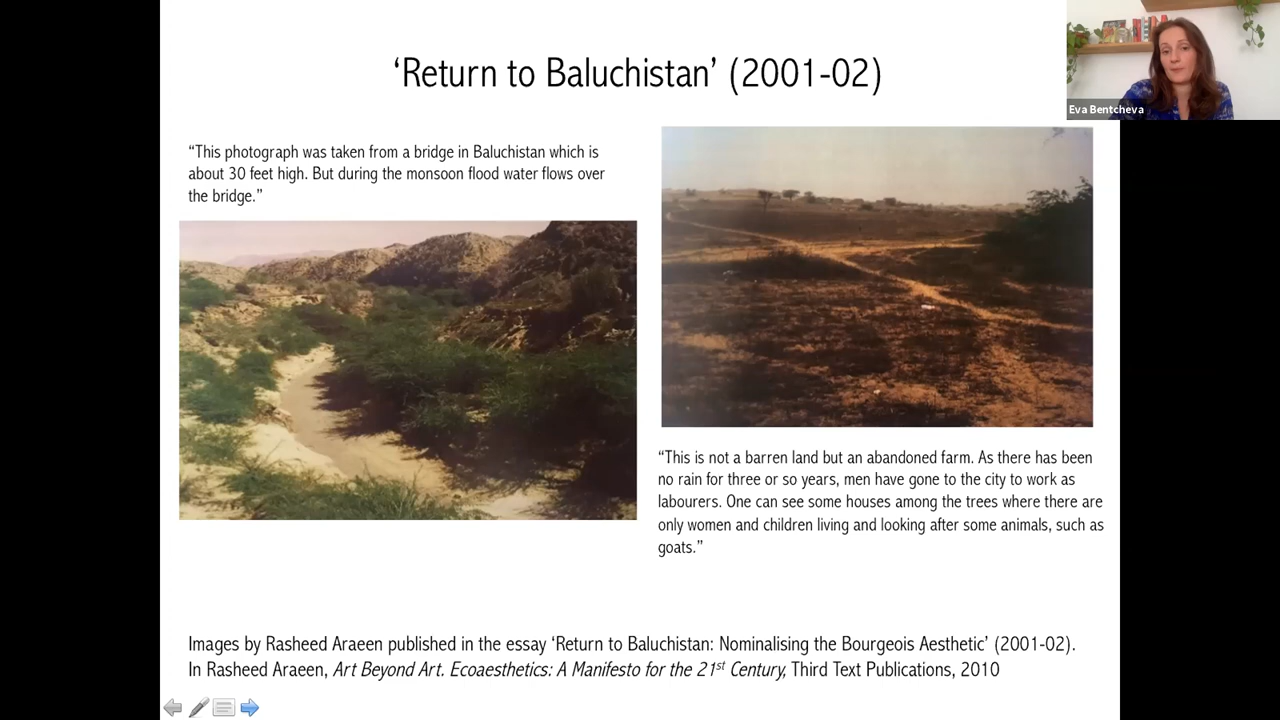 ‘Return to Baluchistan’ (2001-02)
Eva Bentcheva
“This photograph was taken from a bridge in Baluchistan which is
about 30 feet high. But during the monsoon flood water flows over
the bridge.”
“This is not a barren land but an abandoned farm. As there has been
no rain for three or so years, men have gone to the city to work as
labourers. One can see some houses among the trees where there are
only women and children living and looking after some animals, such as
goats.”
Images by Rasheed Araeen published in the essay ‘Return to Baluchistan: Nominalising the Bourgeois Aesthetic’ (2001-02).
In Rasheed Araeen, Art Beyond Art. Ecoaesthetics: A Manifesto for the 21st Century, Third Text Publications, 2010